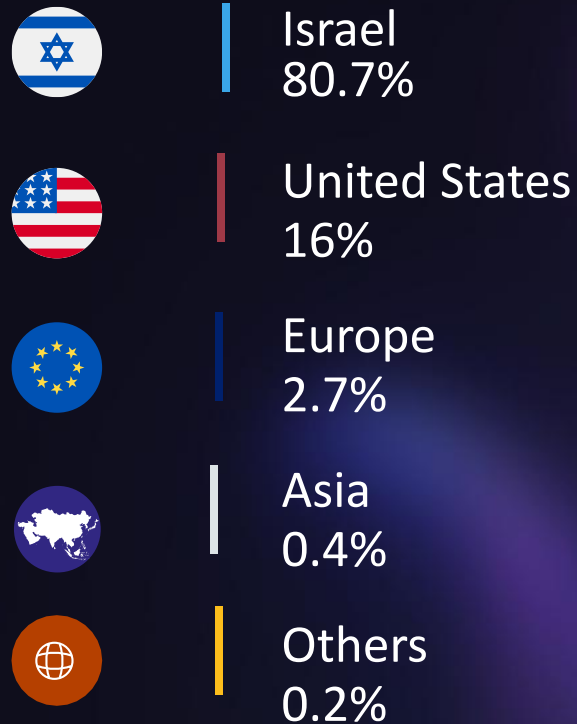 Israel
80.7%
United States
16%
Europe
2.7%
Asia
0.4%
Others
0.2%